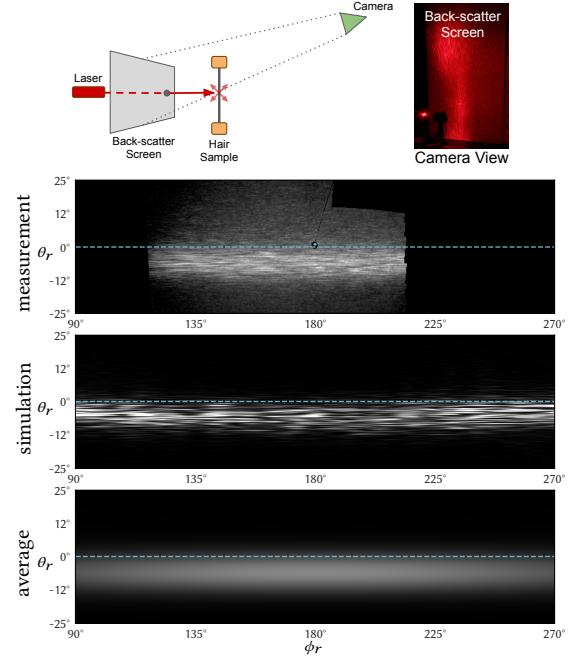 Camera
Back-scatter
Screen
Laser
Back-scatter
Screen
Hair
Sample
Camera View
measurement
θr
25°
12°
0°
-12°
-25°
90°
135°
180°
225°
270°
simulation
θr
25°
12°
0°
-12°
-25°
90°
135°
180°
225°
270°
average
θr
25°
12°
0°
-12°
-25°
90°
135°
180°
225°
270°
ϕr